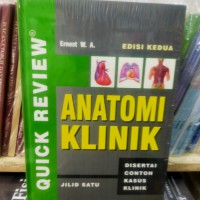 QUICK REVIEW®
Ernest W. A.
EDISI KEDUA
ANATOMI
KLINIK
DISERTAI
CONTOH
KASUS
KLINIK
JILID SATU